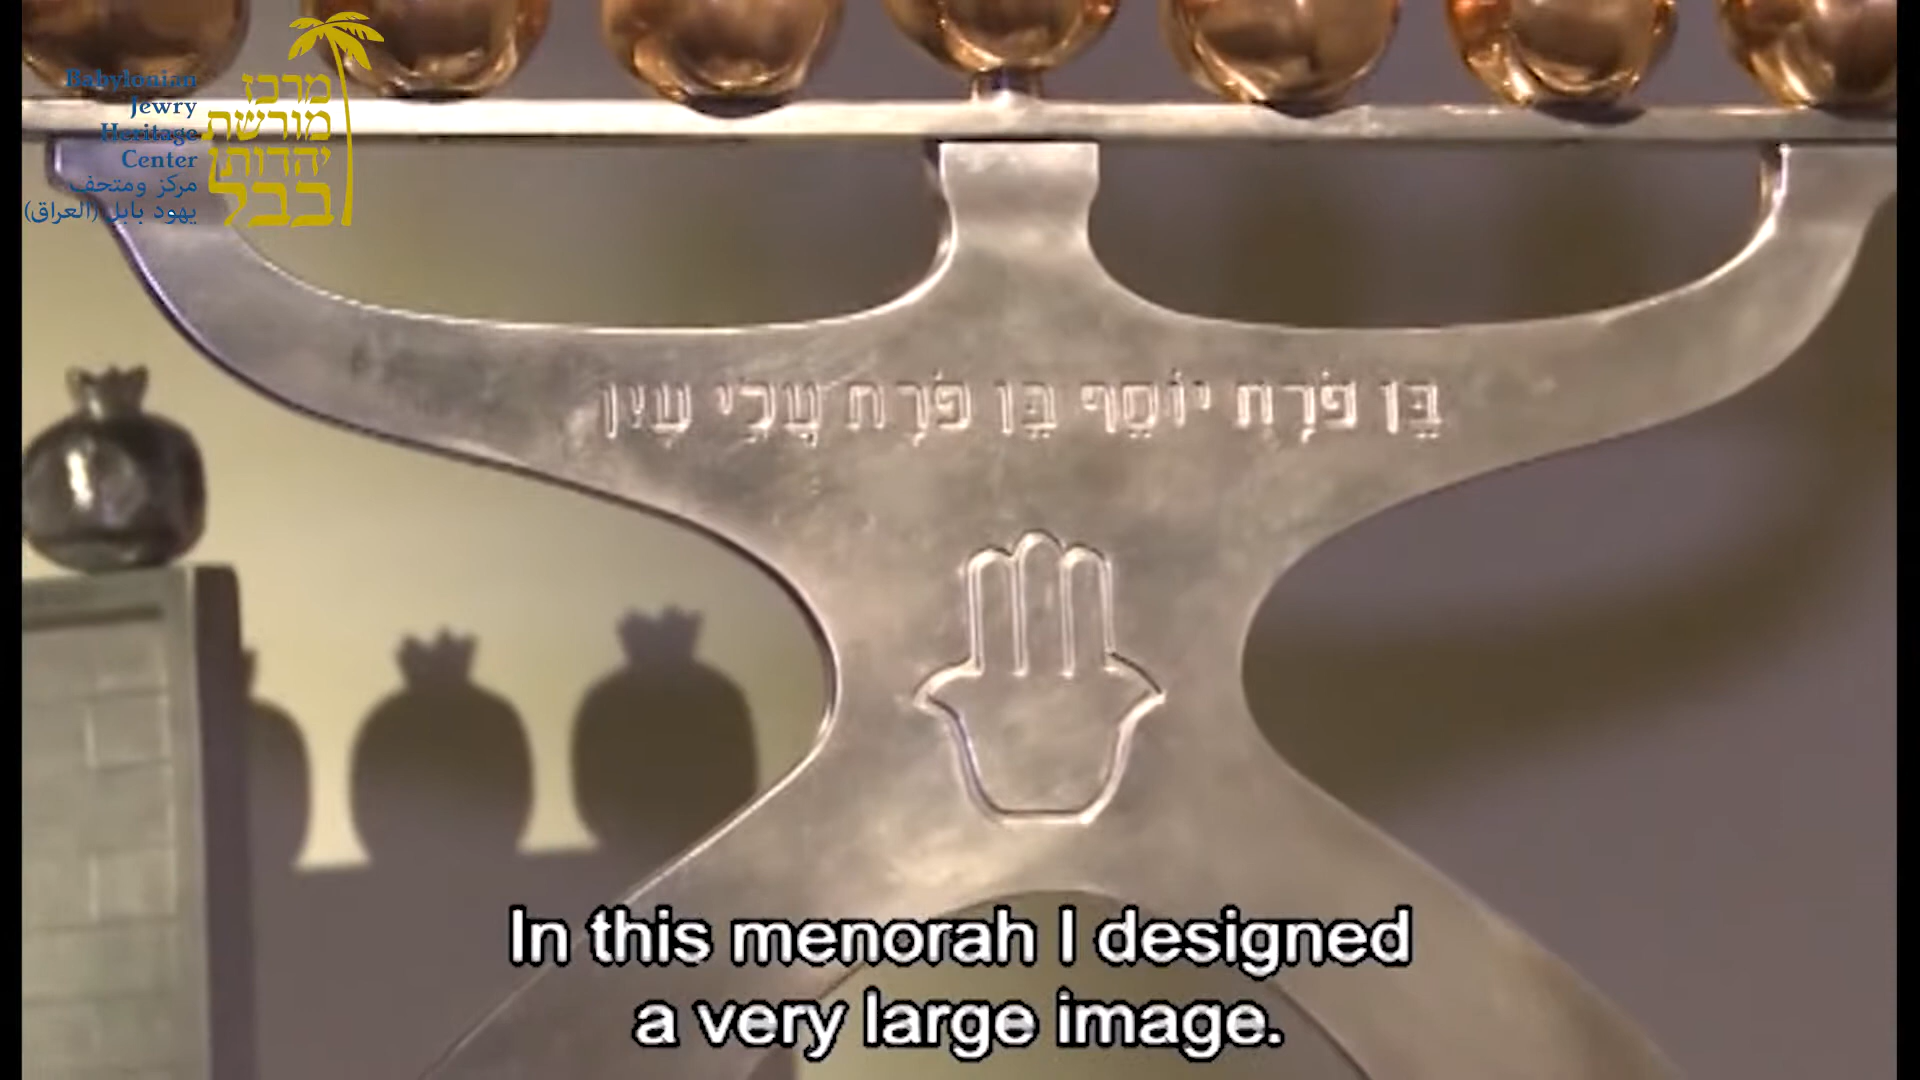 Babylonian
Jewry
Heritage
Center
مركز ومتحف
يهود بابل (العراق)
מרכז
מורשת
יהדות
בבל
בֵּן פֹּרָת יוֹסֵף בֵּן פֹּרָת עֲלֵי עָיִן
In this menorah I designed
a very large image.